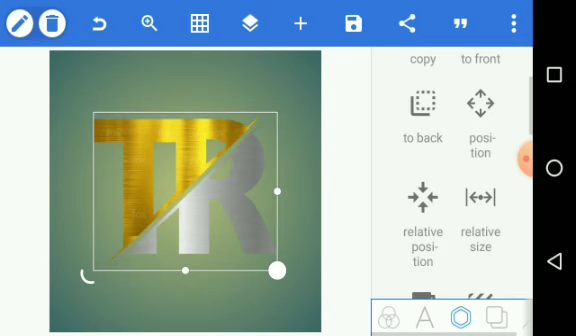 copy
to front
TR
to back
posi-
tion
relative
posi-
tion
relative
size